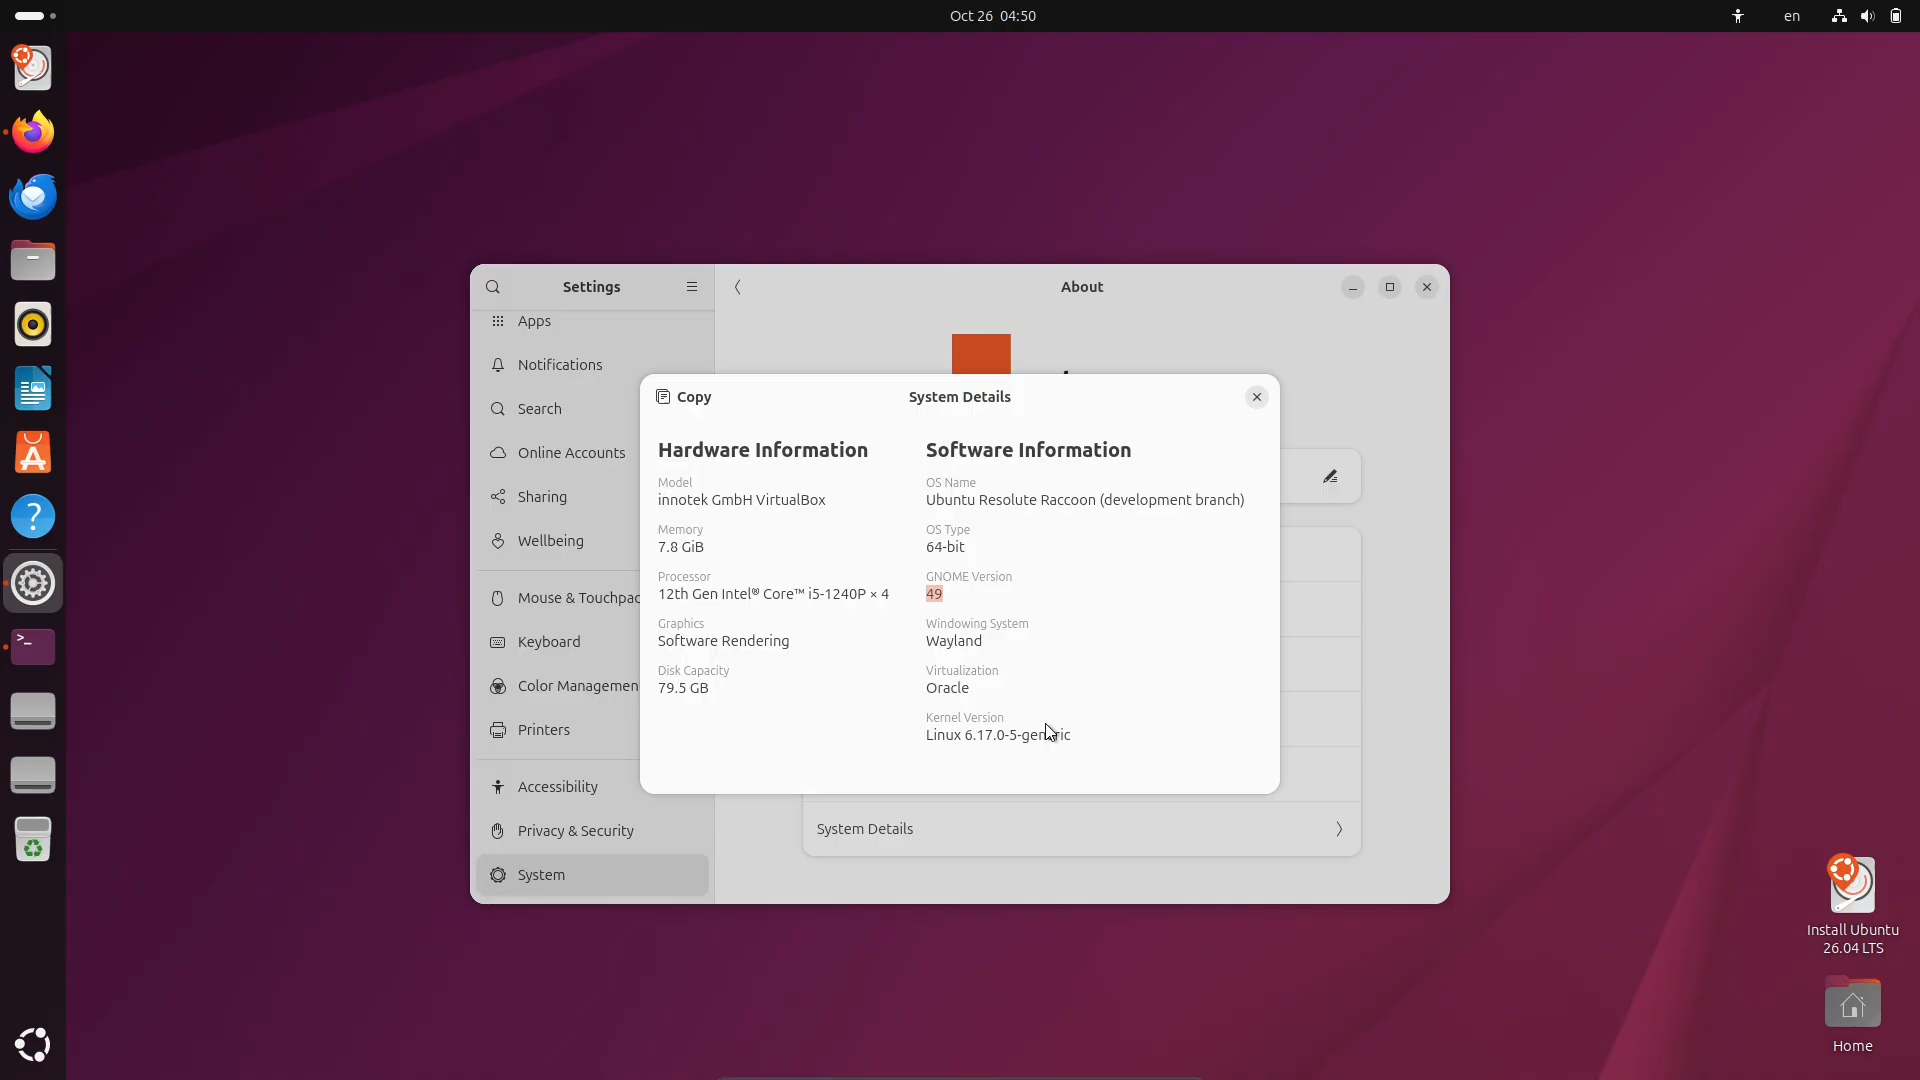 Oct 26 04:50
en
Settings
About
Apps
Notifications
Search
Online Accounts
Sharing
Wellbeing
Mouse & Touchpad
Keyboard
Color Managemen
Printers
Accessibility
Privacy & Security
System
Copy
System Details
Hardware Information
Model
innotek GmbH VirtualBox
Memory
7.8 GiB
Processor
12th Gen Intel® Core™ i5-1240P × 4
Graphics
Software Rendering
Disk Capacity
79.5 GB
Software Information
OS Name
Ubuntu Resolute Raccoon (development branch)
OS Type
64-bit
GNOME Version
49
Windowing System
Wayland
Virtualization
Oracle
Kernel Version
Linux 6.17.0-5-generic
System Details
Install Ubuntu
26.04 LTS
Home